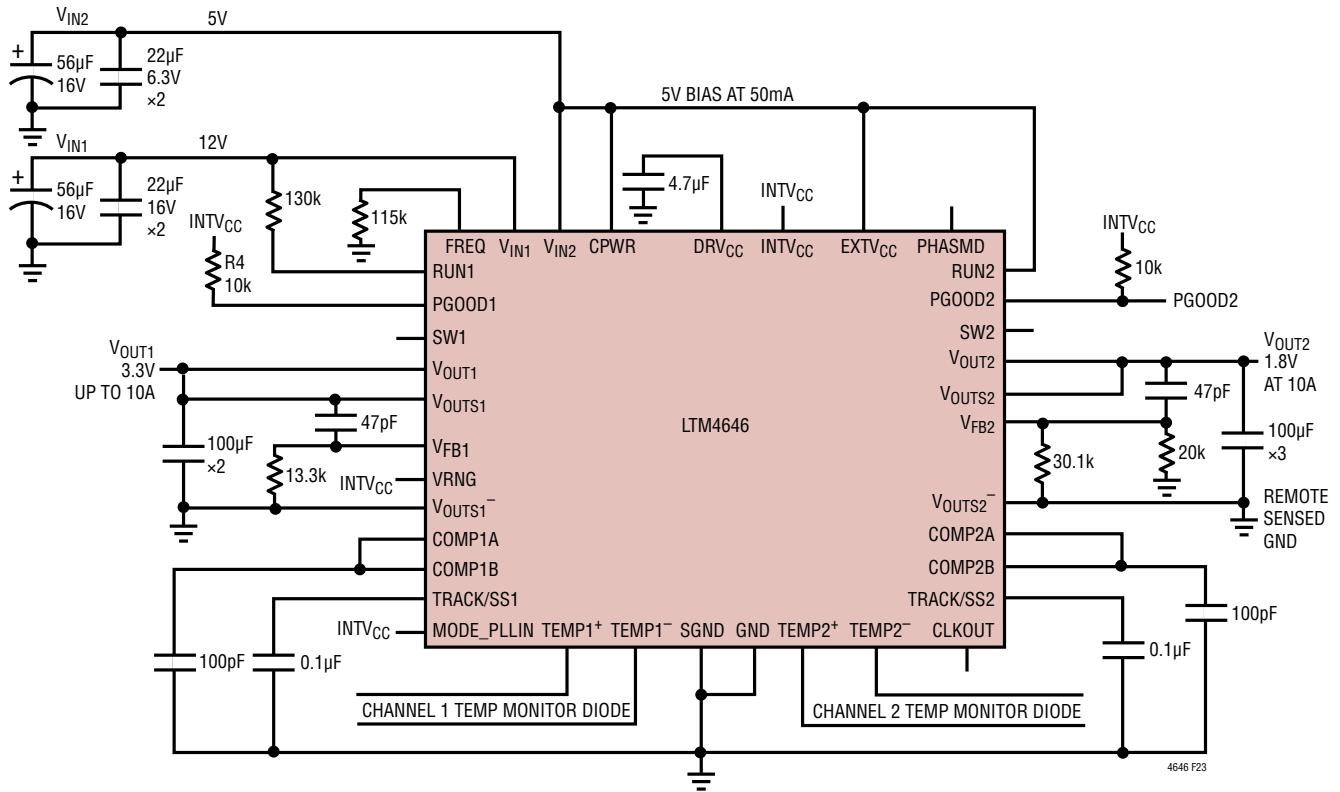 VIN2
5V
+
56µF
16V
22µF
6.3V
×2
5V BIAS AT 50mA
VIN1
12V
+
56µF
16V
22µF
16V
×2
130k
115k
4.7µF
INTVCC
INTVCC
R4
10k
INTVCC
10k
FREQ VIN1 VIN2 CPWR DRVCC INTVCC EXTVCC PHASMD
RUN1
RUN2
PGOOD1
PGOOD2
PGOOD2
SW1
SW2
VOUT1
3.3V
UP TO 10A
VOUT1
VOUT2
VOUT2
1.8V
AT 10A
VOUTS1
VOUTS2
47pF
47pF
LTM4646
VFB1
VFB2
100µF
×2
13.3k
30.1k
20k
100µF
×3
INTVCC
VRNG
VOUTS1–
VOUTS2–
REMOTE
SENSED
GND
COMP1A
COMP2A
COMP1B
COMP2B
TRACK/SS1
TRACK/SS2
100pF
INTVCC
MODE_PLLIN TEMP1+ TEMP1– SGND GND TEMP2+ TEMP2– CLKOUT
100pF
0.1µF
0.1µF
CHANNEL 1 TEMP MONITOR DIODE
CHANNEL 2 TEMP MONITOR DIODE
4646 F23